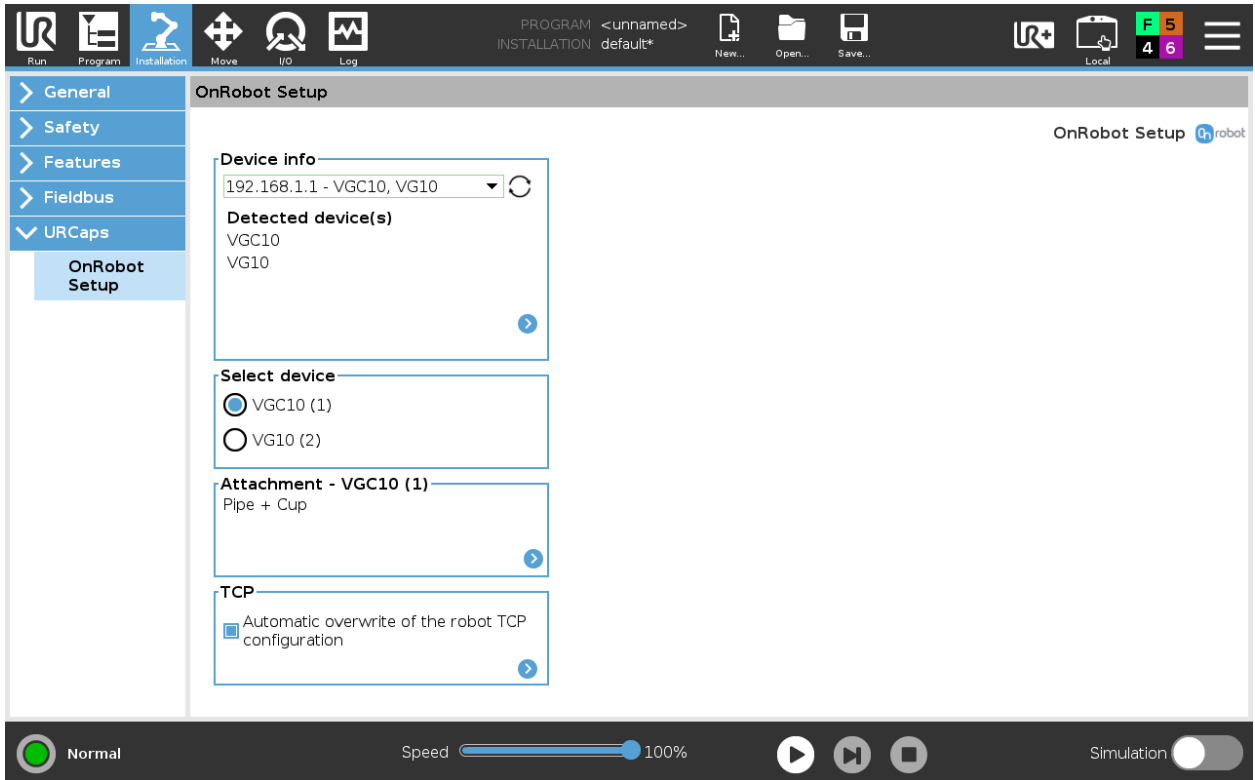 PROGRAM <unnamed>
INSTALLATION default*
Run Program Installation Move I/O Log New... Open... Save... UR+ Local F 5 4 6
General
Safety
Features
Fieldbus
URCaps
OnRobot
Setup
OnRobot Setup
OnRobot Setup On robot
Device info
192.168.1.1 - VGC10, VG10
Detected device(s)
VGC10
VG10
Select device
VGC10 (1)
VG10 (2)
Attachment - VGC10 (1)
Pipe + Cup
TCP
Automatic overwrite of the robot TCP
configuration
Normal Speed 100% Simulation